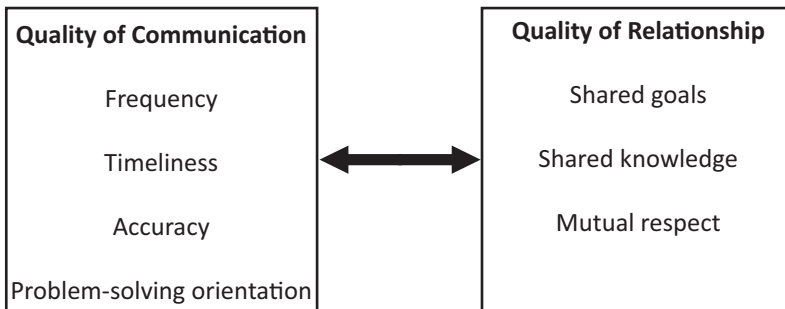 Quality of Communication
Frequency
Timeliness
Accuracy
Problem-solving orientation
Quality of Relationship
Shared goals
Shared knowledge
Mutual respect